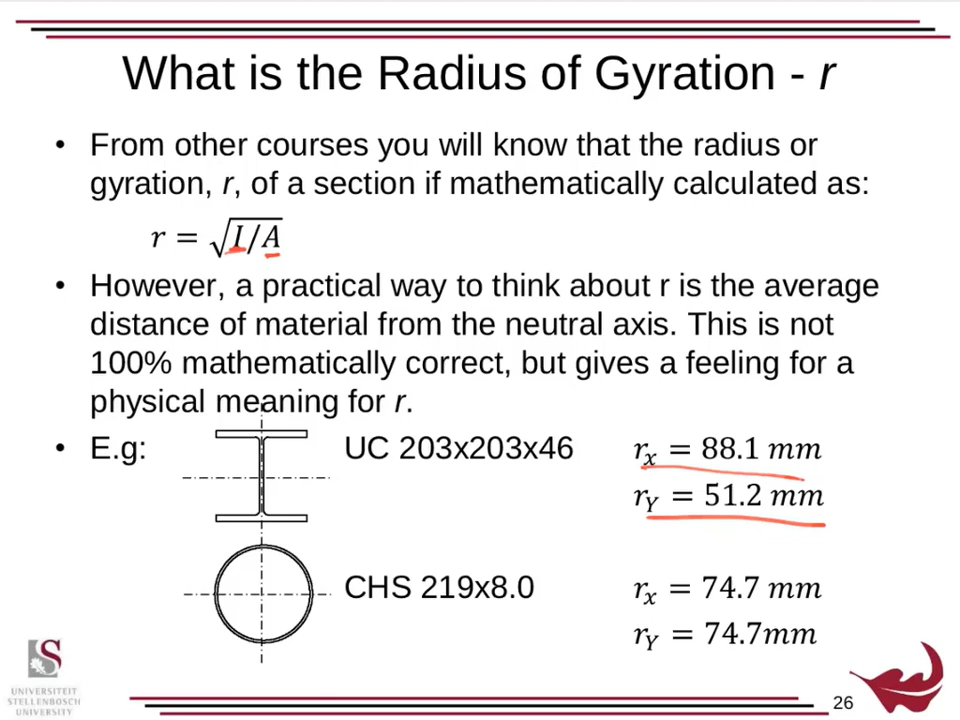 What is the Radius of Gyration - r
• From other courses you will know that the radius or
gyration, r, of a section if mathematically calculated as:
r = √I/A
• However, a practical way to think about r is the average
distance of material from the neutral axis. This is not
100% mathematically correct, but gives a feeling for a
physical meaning for r.
• E.g: UC 203x203x46 rₓ = 88.1 mm
r_Y = 51.2 mm
CHS 219x8.0 rₓ = 74.7 mm
r_Y = 74.7mm
S
UNIVERSITEIT
STELLENBOSCH
UNIVERSITY
26